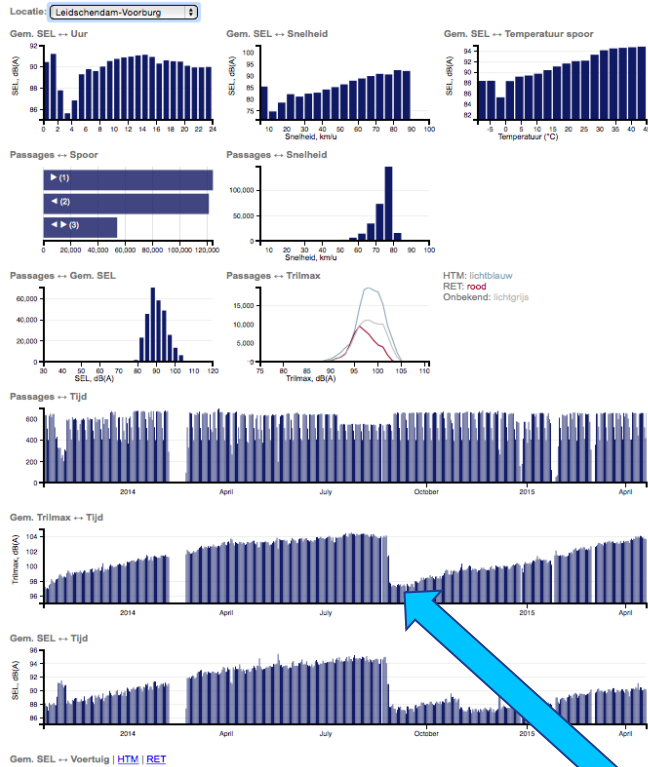 Locatie: Leidschendam-Voorburg
Gem. SEL ↔ Uur
Gem. SEL ↔ Snelheid
Gem. SEL ↔ Temperatuur spoor
SEL, dB(A)
92
90
88
86
0 2 4 6 8 10 12 14 16 18 20 22 24
SEL, dB(A)
100
95
90
85
80
75
10 20 30 40 50 60 70 80 90 100
Snelheid, km/u
SEL, dB(A)
94
92
90
88
86
84
82
-5 0 5 10 15 20 25 30 35 40 45
Temperatuur (°C)
Passages ↔ Spoor
Passages ↔ Snelheid
▶ (1)
◀ (2)
◀ ▶ (3)
0 20,000 40,000 60,000 80,000 100,000 120,000
100,000
50,000
0
10 20 30 40 50 60 70 80 90 100
Snelheid, km/u
Passages ↔ Gem. SEL
Passages ↔ Trilmax
60,000
40,000
20,000
0
30 40 50 60 70 80 90 100 120
SEL, dB(A)
15,000
10,000
5,000
0
75 80 85 90 95 100 105 110
Trilmax, dB(A)
HTM: lichtblauw
RET: rood
Onbekend: lichtgrijs
Passages ↔ Tijd
600
400
200
0
2014 April July October 2015 April
Gem. Trilmax ↔ Tijd
Trilmax, dB(A)
104
102
100
98
96
2014 April July October 2015 April
Gem. SEL ↔ Tijd
SEL, dB(A)
96
94
92
90
88
86
2014 April July October 2015 April
Gem. SEL ↔ Voertuig | HTM | RET